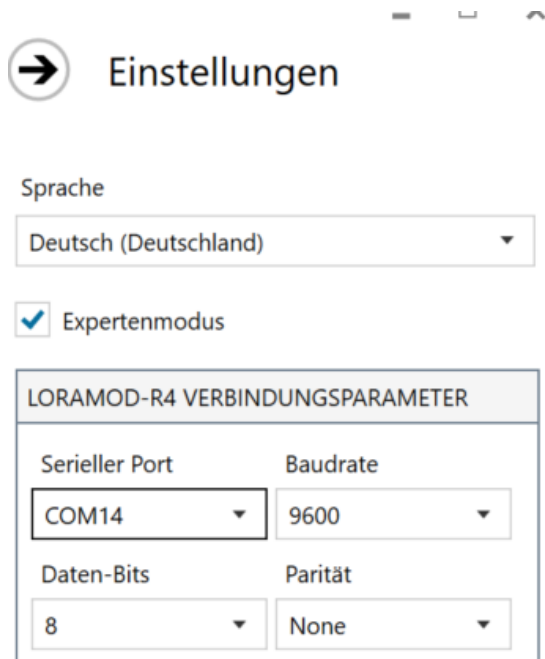 Einstellungen
Sprache
Deutsch (Deutschland)
Expertenmodus
LORAMOD-R4 VERBINDUNGSPARAMETER
Serieller Port Baudrate
COM14 9600
Daten-Bits Parität
8 None